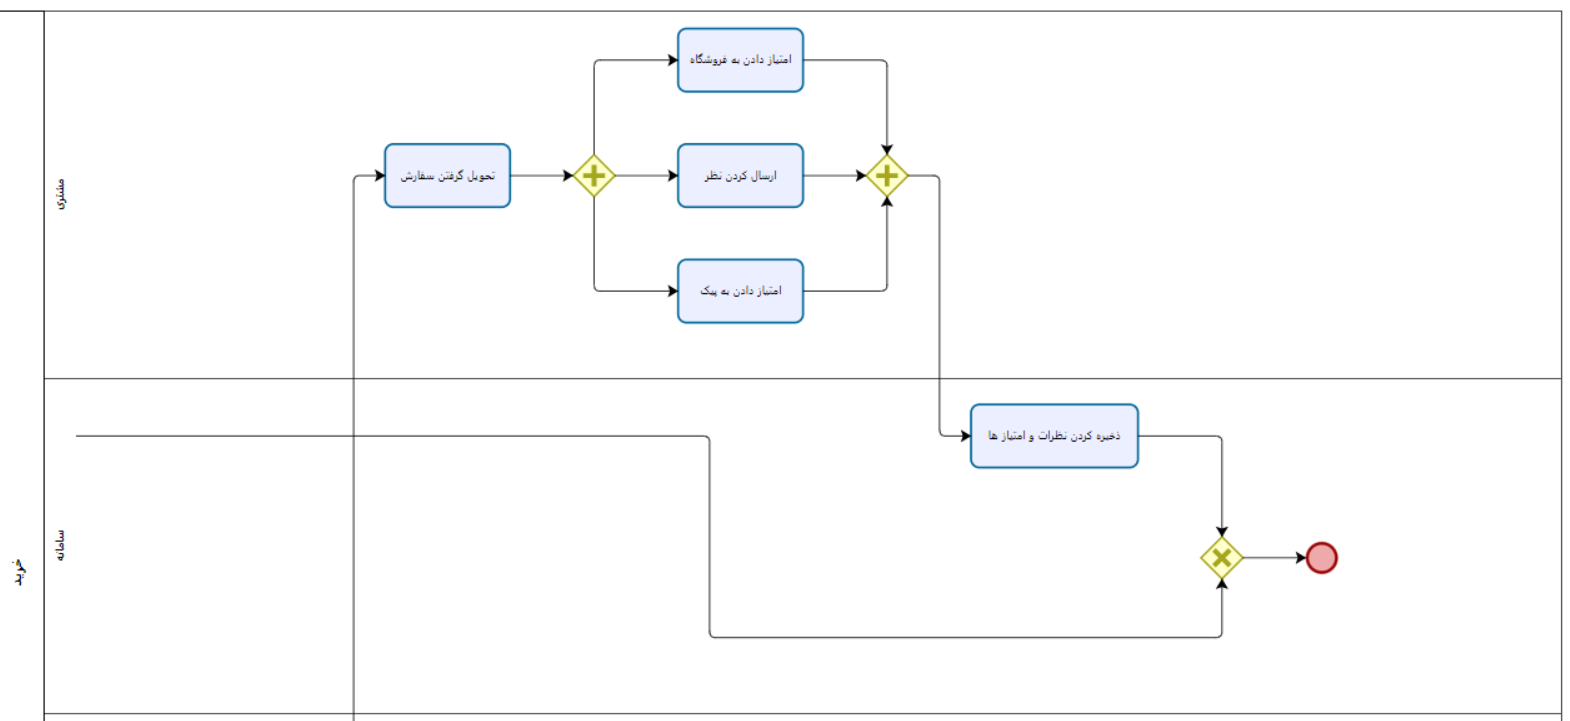 خرید
مشتری
تحویل گرفتن سفارش
امتیاز دادن به فروشگاه
ارسال کردن نظر
امتیاز دادن به پیک
سامانه
ذخیره کردن نظرات و امتیاز ها